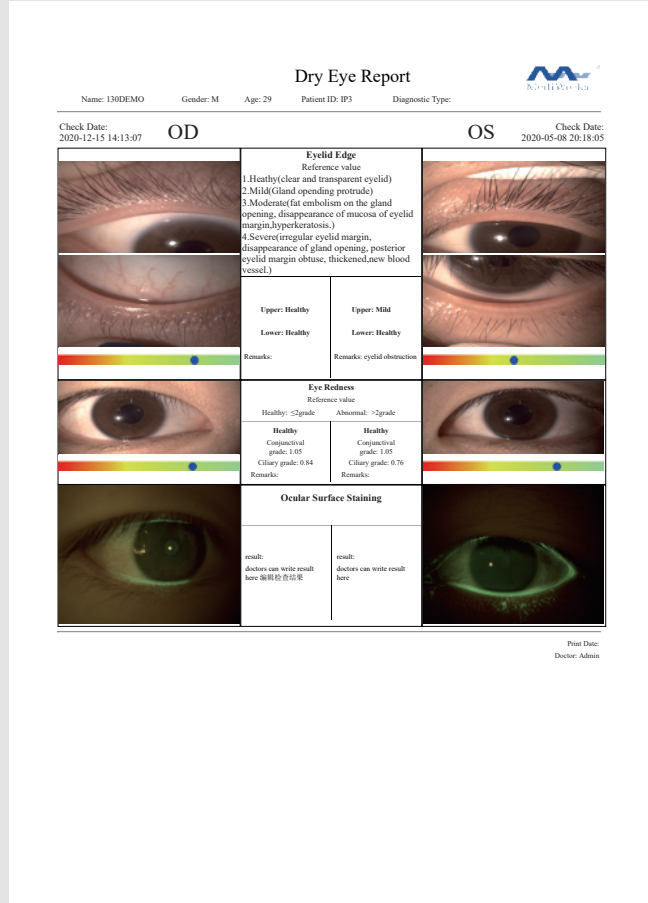 Dry Eye Report
MediWorks
Name: 130DEMO Gender: M Age: 29 Patient ID: IP3 Diagnostic Type:
Check Date:
2020-12-15 14:13:07
OD
OS
Check Date:
2020-05-08 20:18:05
Eyelid Edge
Reference value
1.Heathy(clear and transparent eyelid)
2.Mild(Gland opending protrude)
3.Moderate(fat embolism on the gland
opening, disappearance of mucosa of eyelid
margin,hyperkeratosis.)
4.Severe(irregular eyelid margin,
disappearance of gland opening, posterior
eyelid margin obtuse, thickened,new blood
vessel.)
Upper: Healthy
Lower: Healthy
Remarks:
Upper: Mild
Lower: Healthy
Remarks: eyelid obstruction
Eye Redness
Reference value
Healthy: ≤2grade Abnormal: >2grade
Healthy
Conjunctival
grade: 1.05
Ciliary grade: 0.84
Remarks:
Healthy
Conjunctival
grade: 1.05
Ciliary grade: 0.76
Remarks:
Ocular Surface Staining
result:
doctors can write result
here 编辑检查结果
result:
doctors can write result
here
Print Date:
Doctor: Admin